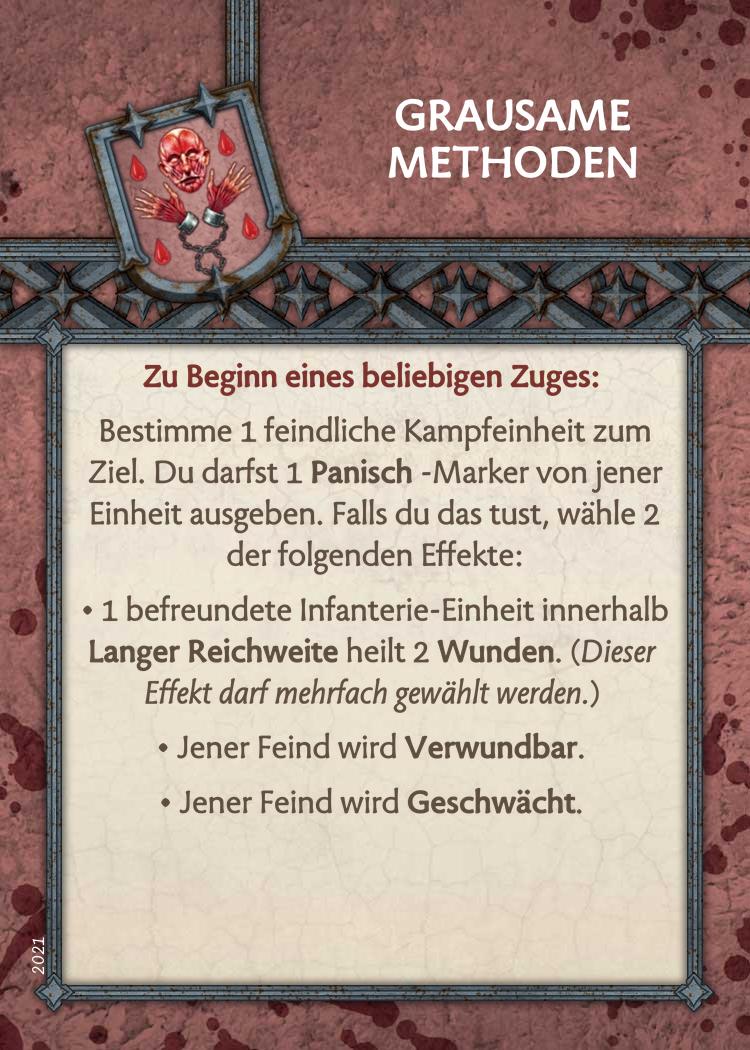 GRAUSAME
METHODEN
Zu Beginn eines beliebigen Zuges:
Bestimme 1 feindliche Kampfeinheit zum
Ziel. Du darfst 1 Panisch -Marker von jener
Einheit ausgeben. Falls du das tust, wähle 2
der folgenden Effekte:
• 1 befreundete Infanterie-Einheit innerhalb
Langer Reichweite heilt 2 Wunden. (Dieser
Effekt darf mehrfach gewählt werden.)
• Jener Feind wird Verwundbar.
• Jener Feind wird Geschwächt.
2021